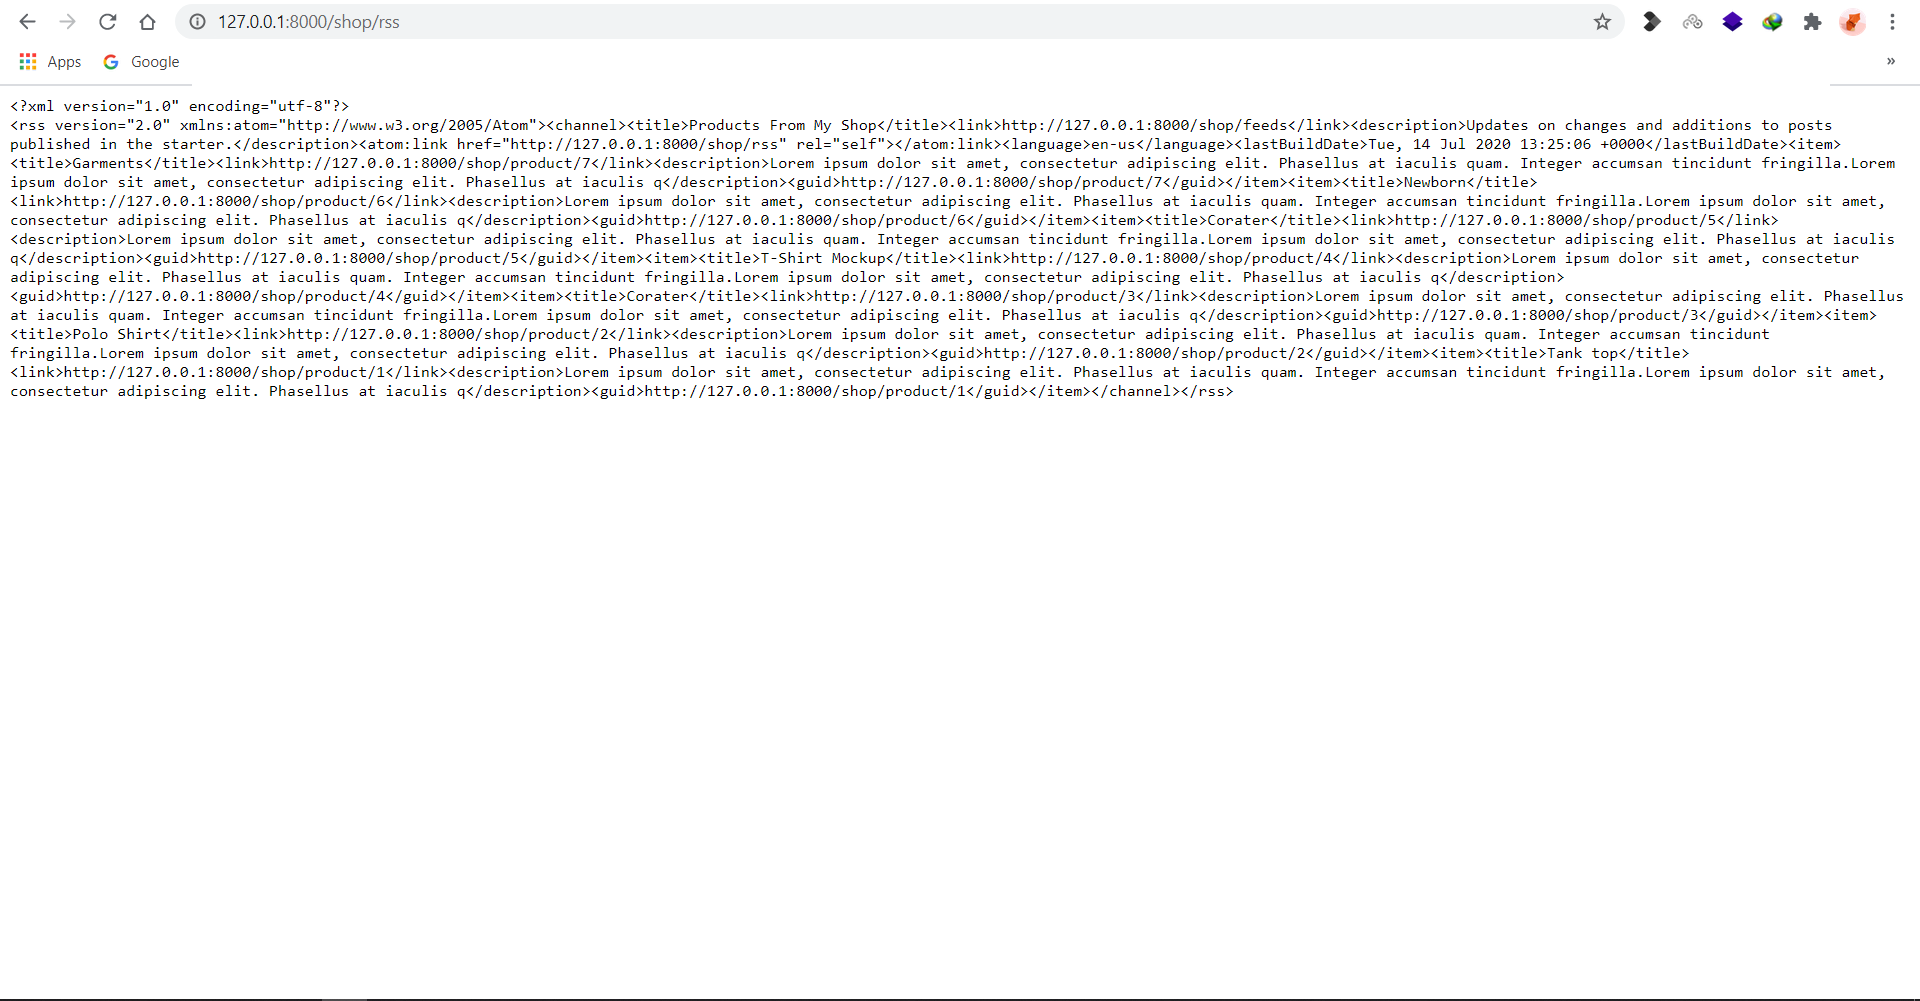 127.0.0.1:8000/shop/rss
Apps Google »
<?xml version="1.0" encoding="utf-8"?>
<rss version="2.0" xmlns:atom="http://www.w3.org/2005/Atom"><channel><title>Products From My Shop</title><link>http://127.0.0.1:8000/shop/feeds</link><description>Updates on changes and additions to posts
published in the starter.</description><atom:link href="http://127.0.0.1:8000/shop/rss" rel="self"></atom:link><language>en-us</language><lastBuildDate>Tue, 14 Jul 2020 13:25:06 +0000</lastBuildDate><item>
<title>Garments</title><link>http://127.0.0.1:8000/shop/product/7</link><description>Lorem ipsum dolor sit amet, consectetur adipiscing elit. Phasellus at iaculis quam. Integer accumsan tincidunt fringilla.Lorem
ipsum dolor sit amet, consectetur adipiscing elit. Phasellus at iaculis q</description><guid>http://127.0.0.1:8000/shop/product/7</guid></item><item><title>Newborn</title>
<link>http://127.0.0.1:8000/shop/product/6</link><description>Lorem ipsum dolor sit amet, consectetur adipiscing elit. Phasellus at iaculis quam. Integer accumsan tincidunt fringilla.Lorem ipsum dolor sit amet,
consectetur adipiscing elit. Phasellus at iaculis q</description><guid>http://127.0.0.1:8000/shop/product/6</guid></item><item><title>Corater</title><link>http://127.0.0.1:8000/shop/product/5</link>
<description>Lorem ipsum dolor sit amet, consectetur adipiscing elit. Phasellus at iaculis quam. Integer accumsan tincidunt fringilla.Lorem ipsum dolor sit amet, consectetur adipiscing elit. Phasellus at iaculis
q</description><guid>http://127.0.0.1:8000/shop/product/5</guid></item><item><title>T-Shirt Mockup</title><link>http://127.0.0.1:8000/shop/product/4</link><description>Lorem ipsum dolor sit amet, consectetur
adipiscing elit. Phasellus at iaculis quam. Integer accumsan tincidunt fringilla.Lorem ipsum dolor sit amet, consectetur adipiscing elit. Phasellus at iaculis q</description>
<guid>http://127.0.0.1:8000/shop/product/4</guid></item><item><title>Corater</title><link>http://127.0.0.1:8000/shop/product/3</link><description>Lorem ipsum dolor sit amet, consectetur adipiscing elit. Phasellus
at iaculis quam. Integer accumsan tincidunt fringilla.Lorem ipsum dolor sit amet, consectetur adipiscing elit. Phasellus at iaculis q</description><guid>http://127.0.0.1:8000/shop/product/3</guid></item><item>
<title>Polo Shirt</title><link>http://127.0.0.1:8000/shop/product/2</link><description>Lorem ipsum dolor sit amet, consectetur adipiscing elit. Phasellus at iaculis quam. Integer accumsan tincidunt
fringilla.Lorem ipsum dolor sit amet, consectetur adipiscing elit. Phasellus at iaculis q</description><guid>http://127.0.0.1:8000/shop/product/2</guid></item><item><title>Tank top</title>
<link>http://127.0.0.1:8000/shop/product/1</link><description>Lorem ipsum dolor sit amet, consectetur adipiscing elit. Phasellus at iaculis quam. Integer accumsan tincidunt fringilla.Lorem ipsum dolor sit amet,
consectetur adipiscing elit. Phasellus at iaculis q</description><guid>http://127.0.0.1:8000/shop/product/1</guid></item></channel></rss>